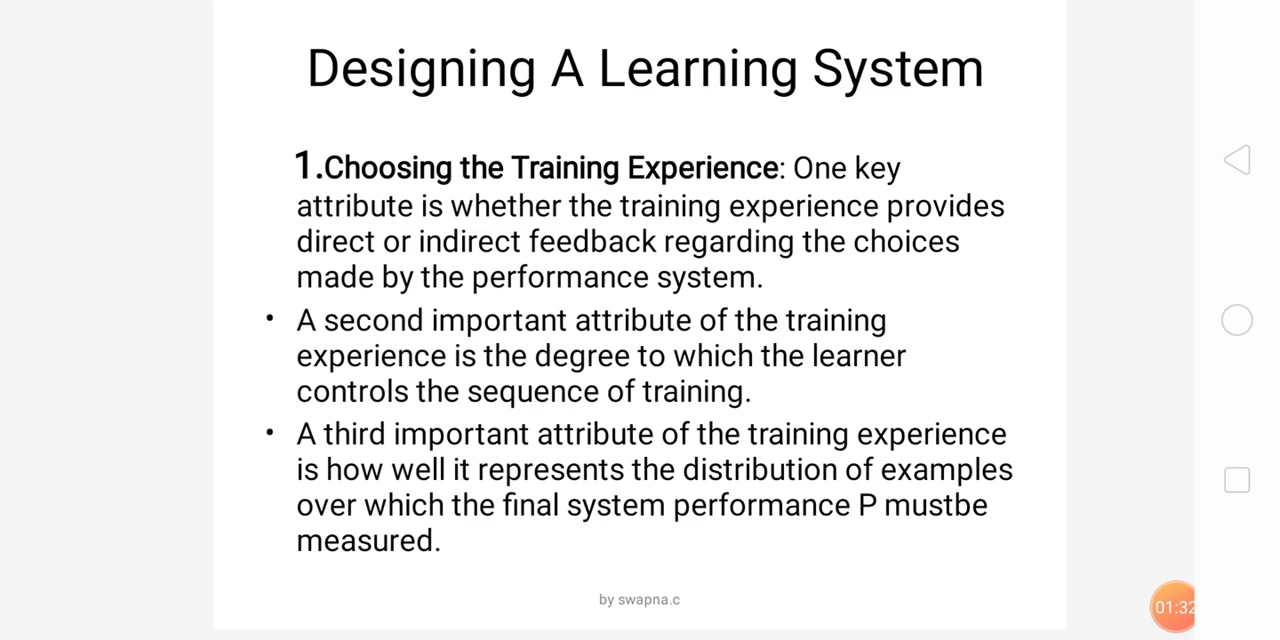 Designing A Learning System
1.Choosing the Training Experience: One key
attribute is whether the training experience provides
direct or indirect feedback regarding the choices
made by the performance system.
• A second important attribute of the training
experience is the degree to which the learner
controls the sequence of training.
• A third important attribute of the training experience
is how well it represents the distribution of examples
over which the final system performance P mustbe
measured.
by swapna.c
01:32